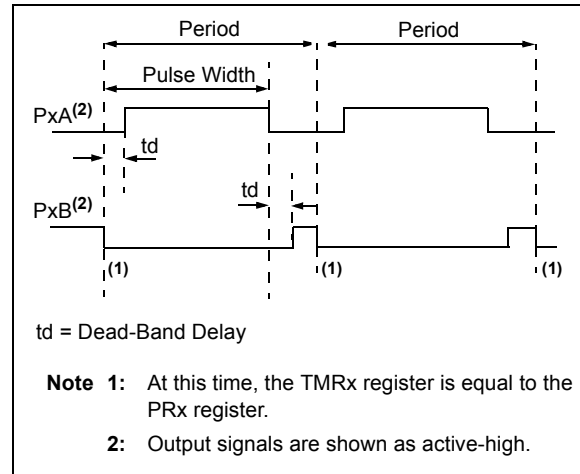 Period Period
Pulse Width
PxA(2)
td
td
PxB(2)
(1) (1) (1)
td = Dead-Band Delay
Note 1: At this time, the TMRx register is equal to the
PRx register.
2: Output signals are shown as active-high.